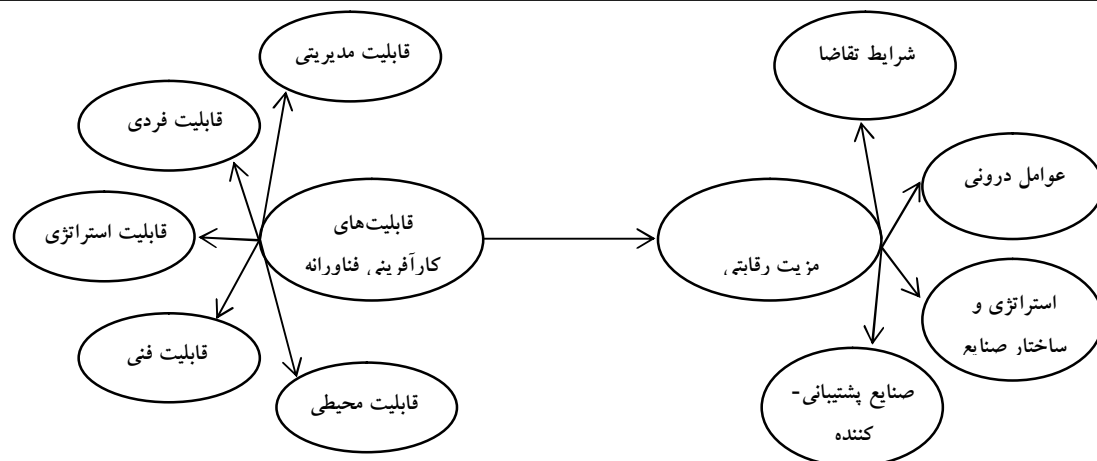 قابلیت مدیریتی
شرایط تقاضا
قابلیت فردی
عوامل درونی
قابلیت استراتژی
قابلیت‌های
کارآفرینی فناورانه
مزیت رقابتی
استراتژی و
ساختار صنایع
قابلیت فنی
قابلیت محیطی
صنایع پشتیبانی-
کننده